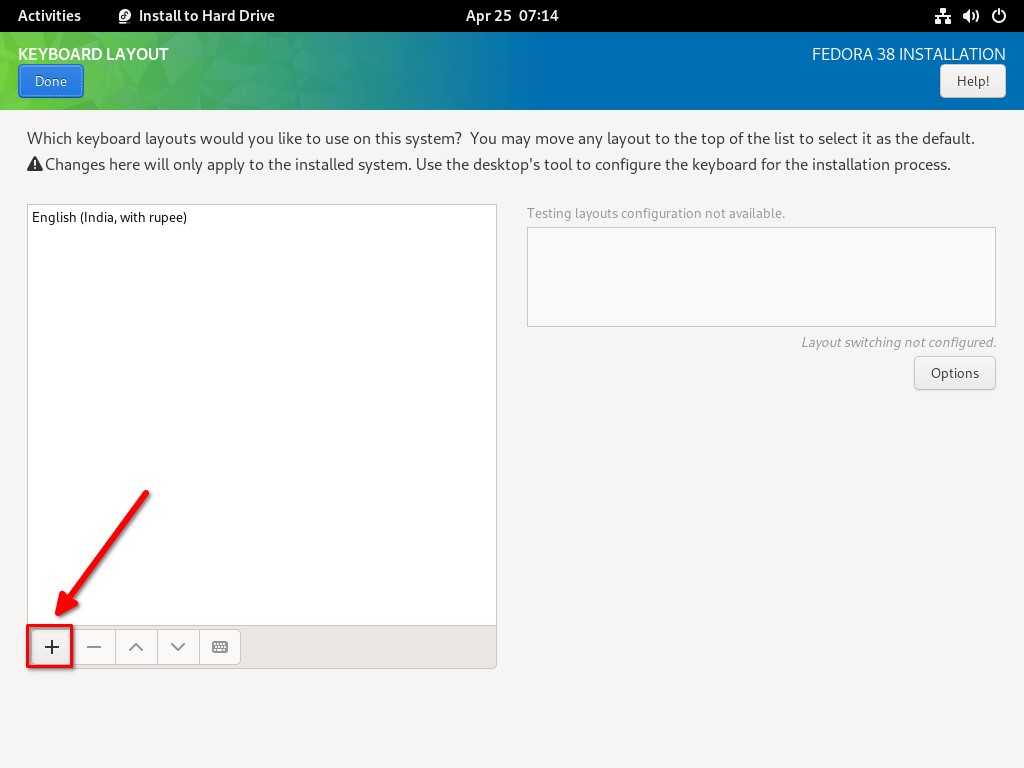 Activities Install to Hard Drive Apr 25 07:14
KEYBOARD LAYOUT FEDORA 38 INSTALLATION
Done Help!
Which keyboard layouts would you like to use on this system? You may move any layout to the top of the list to select it as the default.
Changes here will only apply to the installed system. Use the desktop's tool to configure the keyboard for the installation process.
English (India, with rupee)
Testing layouts configuration not available.
Layout switching not configured.
Options